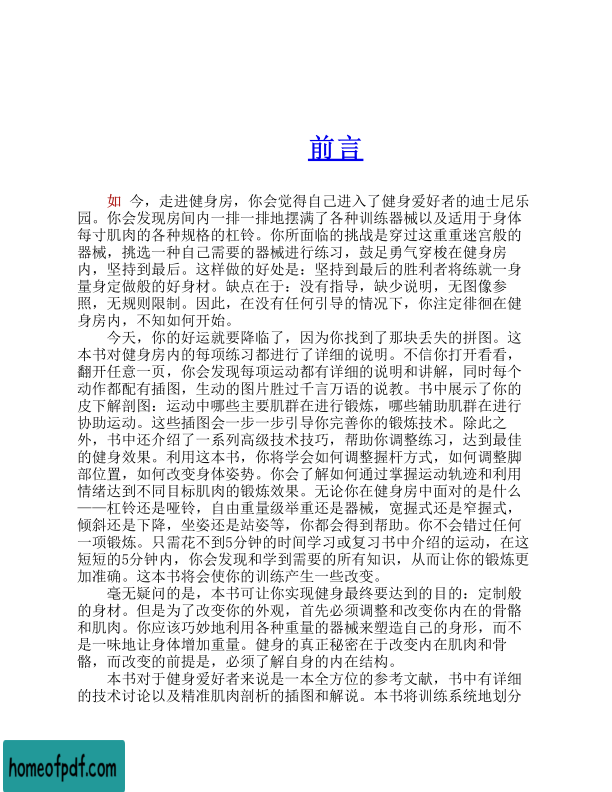 前言
如 今，走进健身房，你会觉得自己进入了健身爱好者的迪士尼乐
园。你会发现房间内一排一排地摆满了各种训练器械以及适用于身体
每寸肌肉的各种规格的杠铃。你所面临的挑战是穿过这重重迷宫般的
器械，挑选一种自己需要的器械进行练习，鼓足勇气穿梭在健身房
内，坚持到最后。这样做的好处是：坚持到最后的胜利者将练就一身
量身定做般的好身材。缺点在于：没有指导，缺少说明，无图像参
照，无规则限制。因此，在没有任何引导的情况下，你注定徘徊在健
身房内，不知如何开始。
今天，你的好运就要降临了，因为你找到了那块丢失的拼图。这
本书对健身房内的每项练习都进行了详细的说明。不信你打开看看，
翻开任意一页，你会发现每项运动都有详细的说明和讲解，同时每个
动作都配有插图，生动的图片胜过千言万语的说教。书中展示了你的
皮下解剖图：运动中哪些主要肌群在进行锻炼，哪些辅助肌群在进行
协助运动。这些插图会一步一步引导你完善你的锻炼技术。除此之
外，书中还介绍了一系列高级技术技巧，帮助你调整练习，达到最佳
的健身效果。利用这本书，你将学会如何调整握杆方式，如何调整脚
部位置，如何改变身体姿势。你会了解如何通过掌握运动轨迹和利用
情绪达到不同目标肌肉的锻炼效果。无论你在健身房中面对的是什么
——杠铃还是哑铃，自由重量级举重还是器械，宽握式还是窄握式，
倾斜还是下降，坐姿还是站姿等，你都会得到帮助。你不会错过任何
一项锻炼。只需花不到5分钟的时间学习或复习书中介绍的运动，在这
短短的5分钟内，你会发现和学到需要的所有知识，从而让你的锻炼更
加准确。这本书将会使你的训练产生一些改变。
毫无疑问的是，本书可让你实现健身最终要达到的目的：定制般
的身材。但是为了改变你的外观，首先必须调整和改变你内在的骨骼
和肌肉。你应该巧妙地利用各种重量的器械来塑造自己的身形，而不
是一味地让身体增加重量。健身的真正秘密在于改变内在肌肉和骨
骼，而改变的前提是，必须了解自身的内在结构。
本书对于健身爱好者来说是一本全方位的参考文献，书中有详细
的技术讨论以及精准肌肉剖析的插图和解说。本书将训练系统地划分
homeofpdf.com